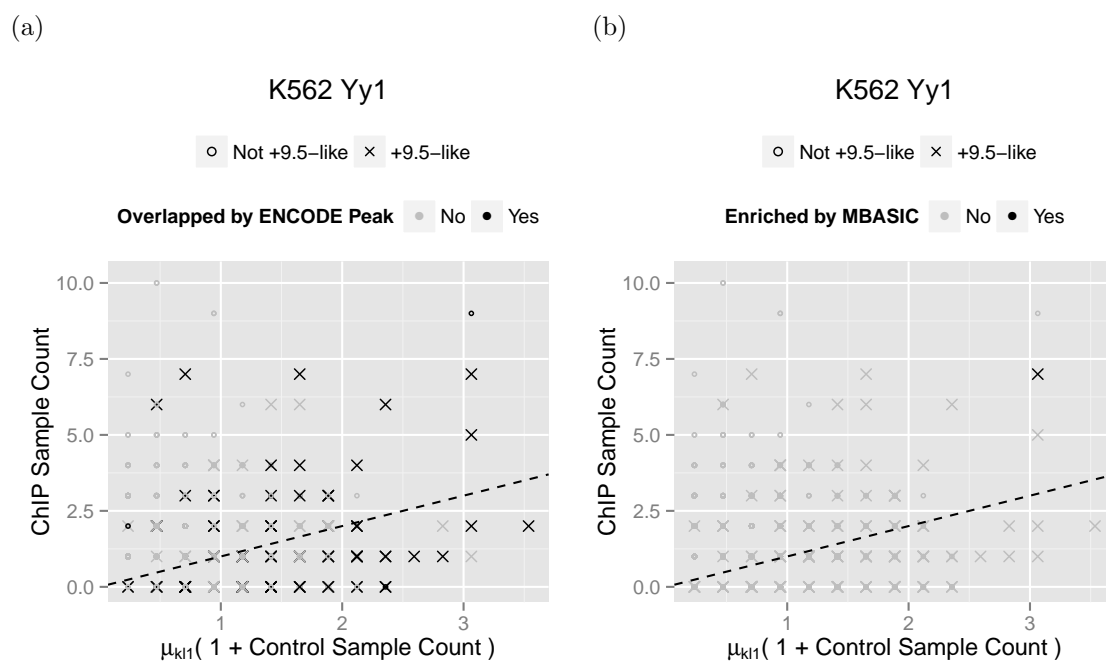 (a)
K562 Yy1
Not +9.5−like +9.5−like
Overlapped by ENCODE Peak No Yes
ChIP Sample Count
10.0
7.5
5.0
2.5
0.0
1 2 3
μkl1( 1 + Control Sample Count )
(b)
K562 Yy1
Not +9.5−like +9.5−like
Enriched by MBASIC No Yes
ChIP Sample Count
10.0
7.5
5.0
2.5
0.0
1 2 3
μkl1( 1 + Control Sample Count )